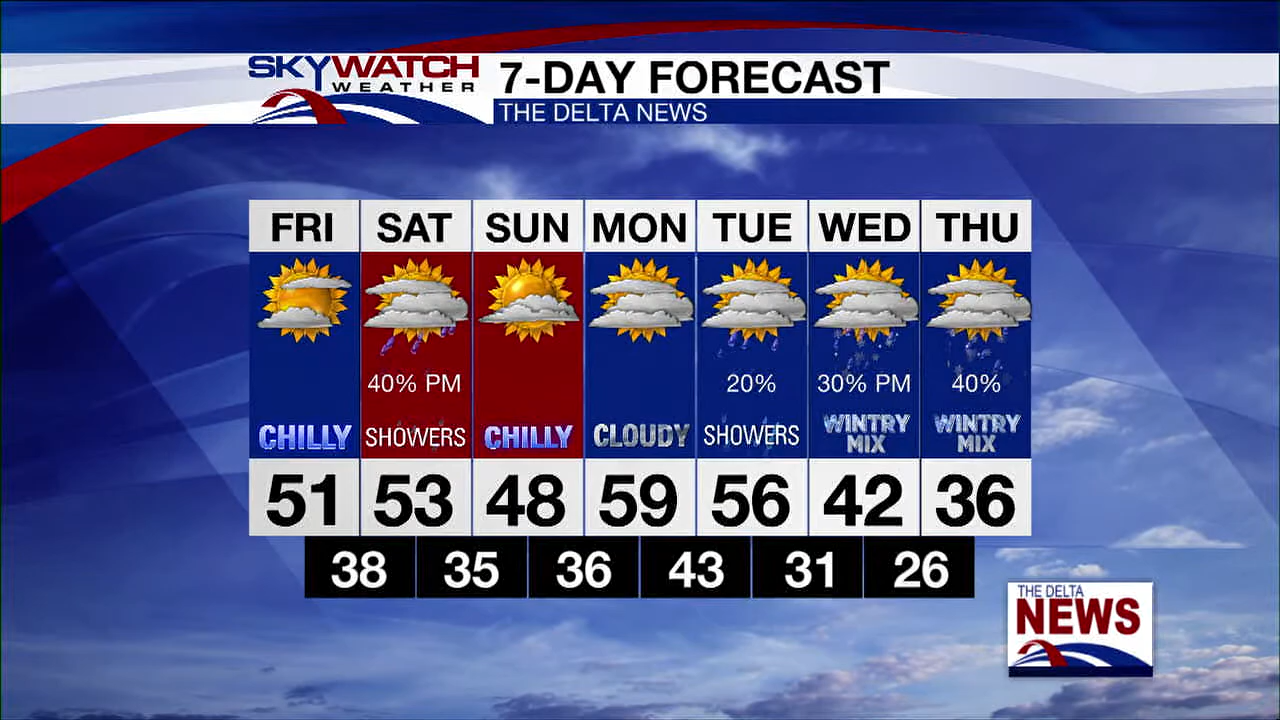 SKYWATCH
WEATHER
7-DAY FORECAST
THE DELTA NEWS
FRI SAT SUN MON TUE WED THU
40% PM 20% 30% PM 40%
CHILLY SHOWERS CHILLY CLOUDY SHOWERS WINTRY MIX WINTRY MIX
51 53 48 59 56 42 36
38 35 36 43 31 26
THE DELTA
NEWS